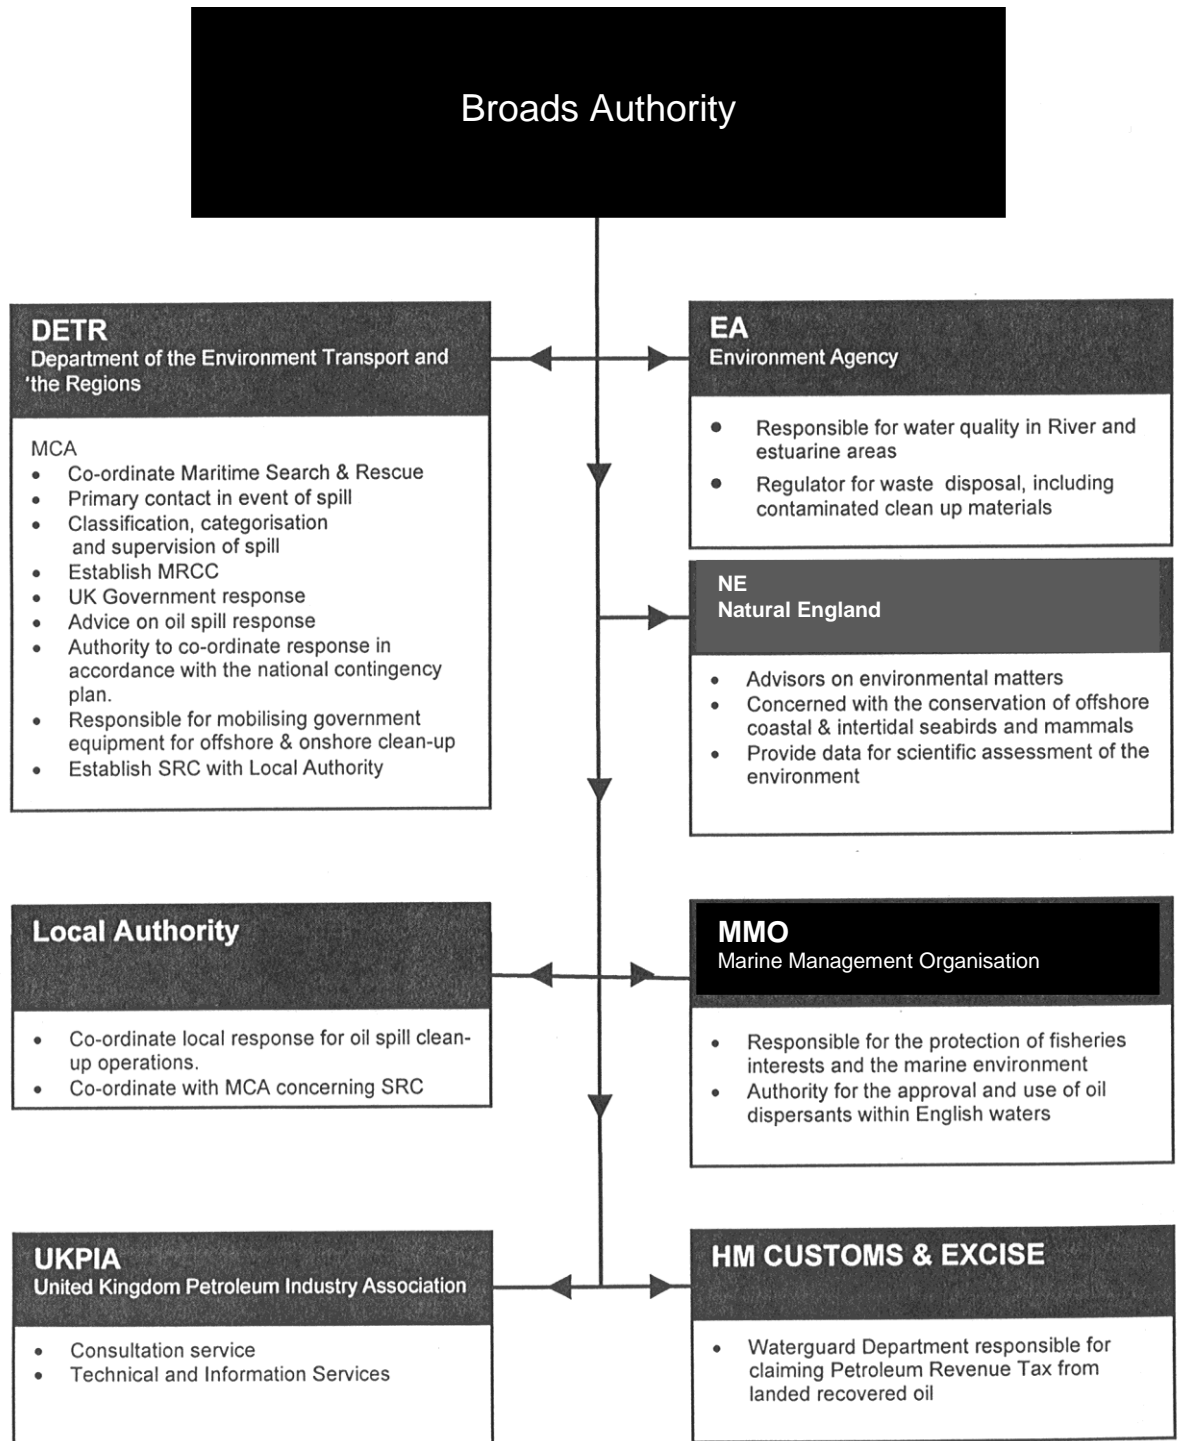 Broads Authority
DETR
Department of the Environment Transport and
'the Regions
MCA
• Co-ordinate Maritime Search & Rescue
• Primary contact in event of spill
• Classification, categorisation
and supervision of spill
• Establish MRCC
• UK Government response
• Advice on oil spill response
• Authority to co-ordinate response in
accordance with the national contingency
plan.
• Responsible for mobilising government
equipment for offshore & onshore clean-up
• Establish SRC with Local Authority
EA
Environment Agency
• Responsible for water quality in River and
estuarine areas
• Regulator for waste disposal, including
contaminated clean up materials
NE
Natural England
• Advisors on environmental matters
• Concerned with the conservation of offshore
coastal & intertidal seabirds and mammals
• Provide data for scientific assessment of the
environment
Local Authority
• Co-ordinate local response for oil spill clean-
up operations.
• Co-ordinate with MCA concerning SRC
MMO
Marine Management Organisation
• Responsible for the protection of fisheries
interests and the marine environment
• Authority for the approval and use of oil
dispersants within English waters
UKPIA
United Kingdom Petroleum Industry Association
• Consultation service
• Technical and Information Services
HM CUSTOMS & EXCISE
• Waterguard Department responsible for
claiming Petroleum Revenue Tax from
landed recovered oil